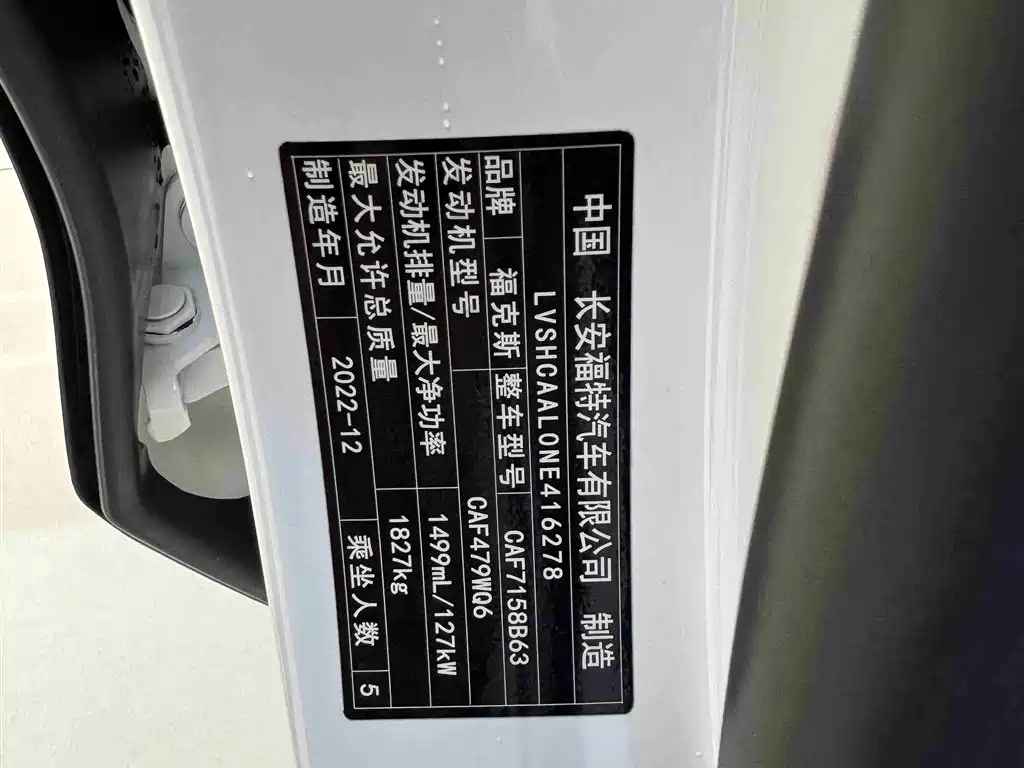 中国 长安福特汽车有限公司 制造
LVSHCAAL0NE416278
品牌 福克斯 整车型号 CAF7158B63
发动机型号 CAF479WQ6
发动机排量/最大净功率 1499mL/127kW
最大允许总质量 1827kg
制造年月 2022-12 乘坐人数 5